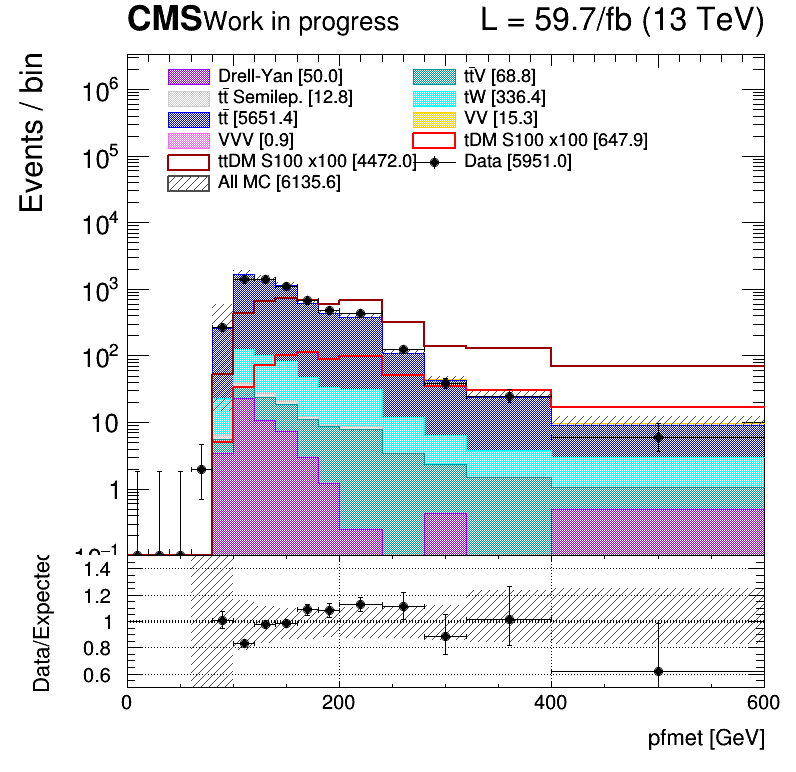 CMS Work in progress L = 59.7/fb (13 TeV)
Events / bin
Drell-Yan [50.0] tt̄V [68.8]
tt̄ Semilep. [12.8] tW [336.4]
tt̄ [5651.4] VV [15.3]
VVV [0.9] tDM S100 x100 [647.9]
ttDM S100 x100 [4472.0] Data [5951.0]
All MC [6135.6]
10⁶
10⁵
10⁴
10³
10²
10
1
10⁻¹
Data/Expected
1.4
1.2
1
0.8
0.6
0 200 400 600
pfmet [GeV]